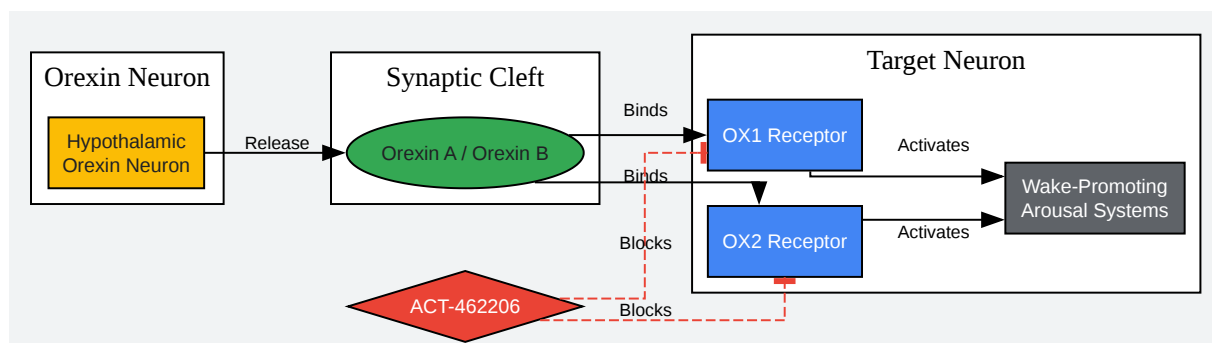 Orexin Neuron
Hypothalamic
Orexin Neuron
Release
Synaptic Cleft
Orexin A / Orexin B
Binds
Binds
Blocks
Blocks
ACT-462206
Target Neuron
OX1 Receptor
OX2 Receptor
Activates
Activates
Wake-Promoting
Arousal Systems